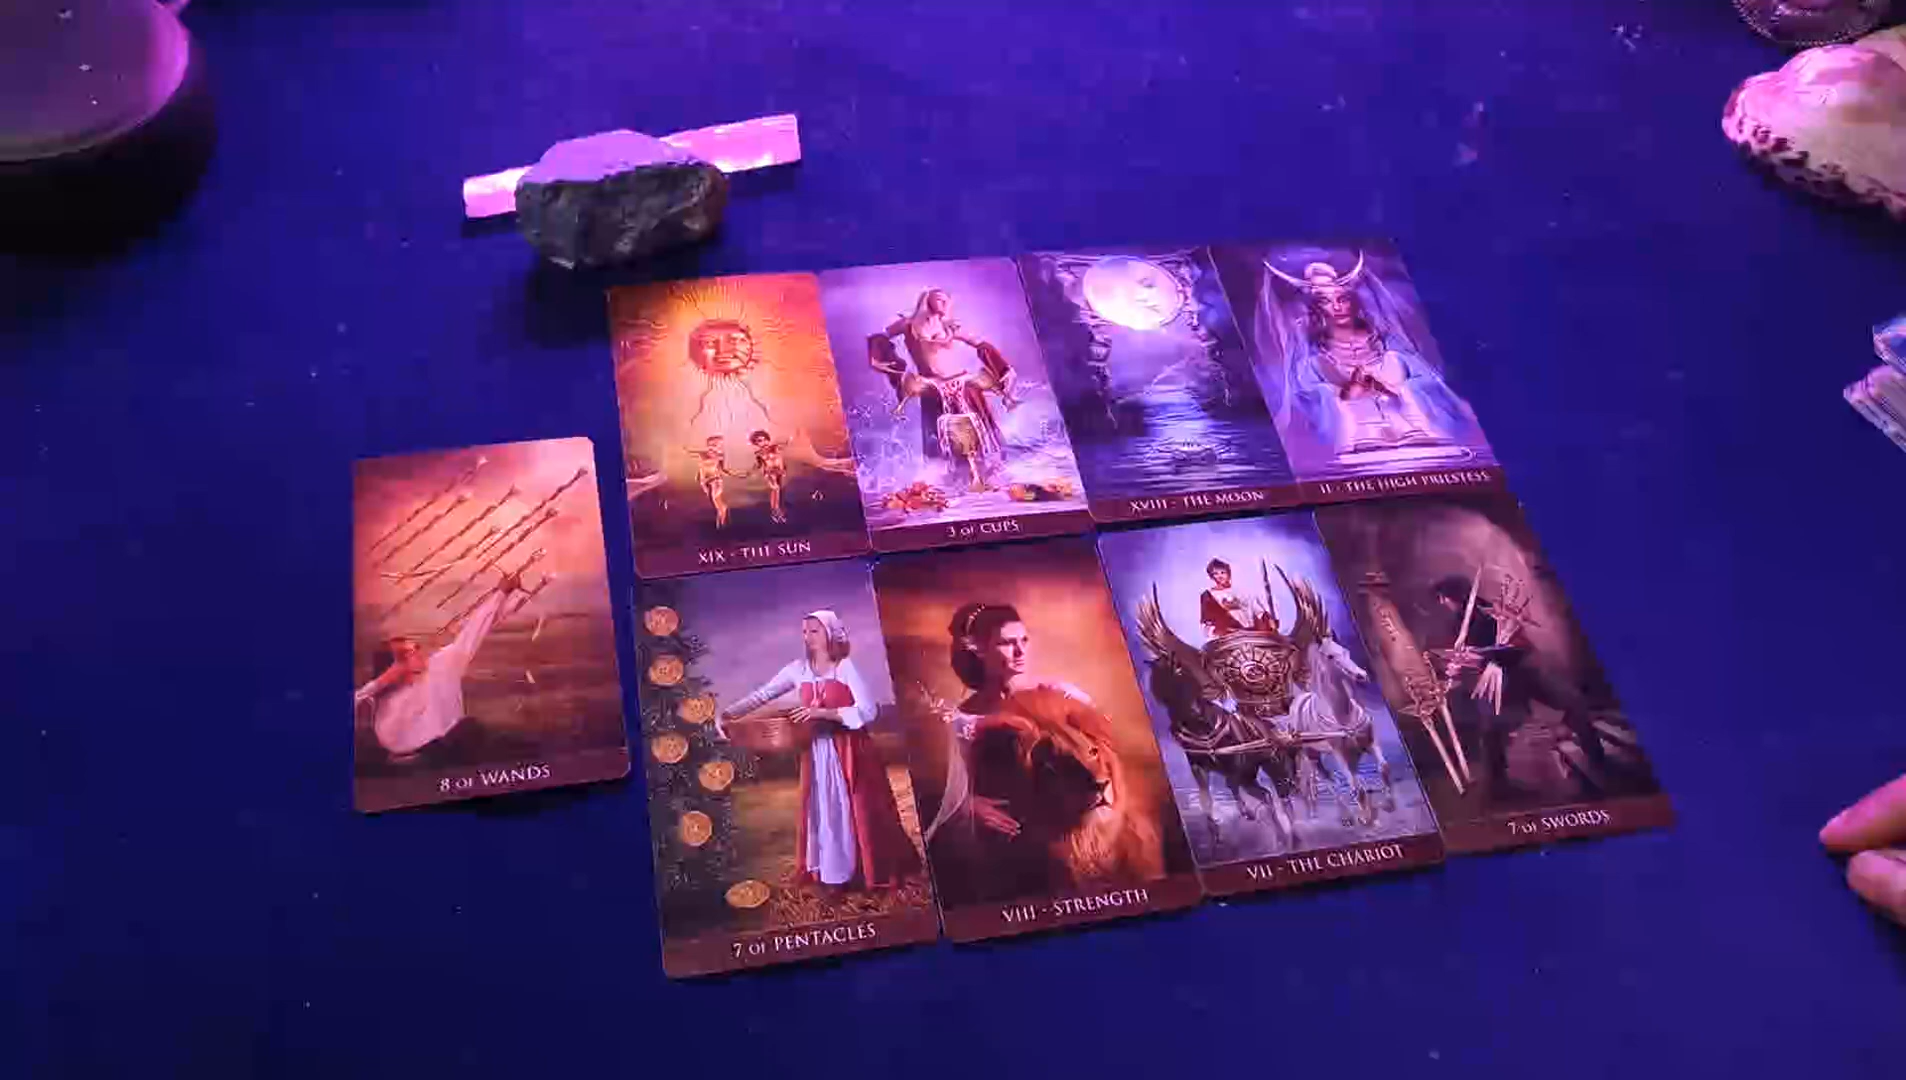 XIX - THE SUN
3 OF CUPS
XVIII - THE MOON
II - THE HIGH PRIESTESS
8 OF WANDS
7 OF PENTACLES
VIII - STRENGTH
VII - THE CHARIOT
7 OF SWORDS